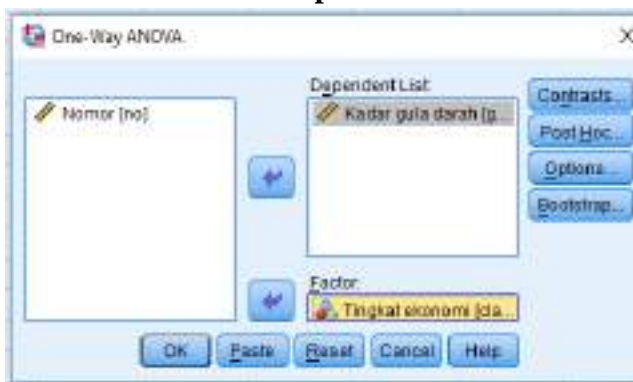 One-Way ANOVA
Nomor [no]
Dependent List:
Kadar gula darah [g...
Factor:
Tingkat ekonomi [cla...
Contrasts...
Post Hoc...
Options...
Bootstrap...
OK
Paste
Reset
Cancel
Help